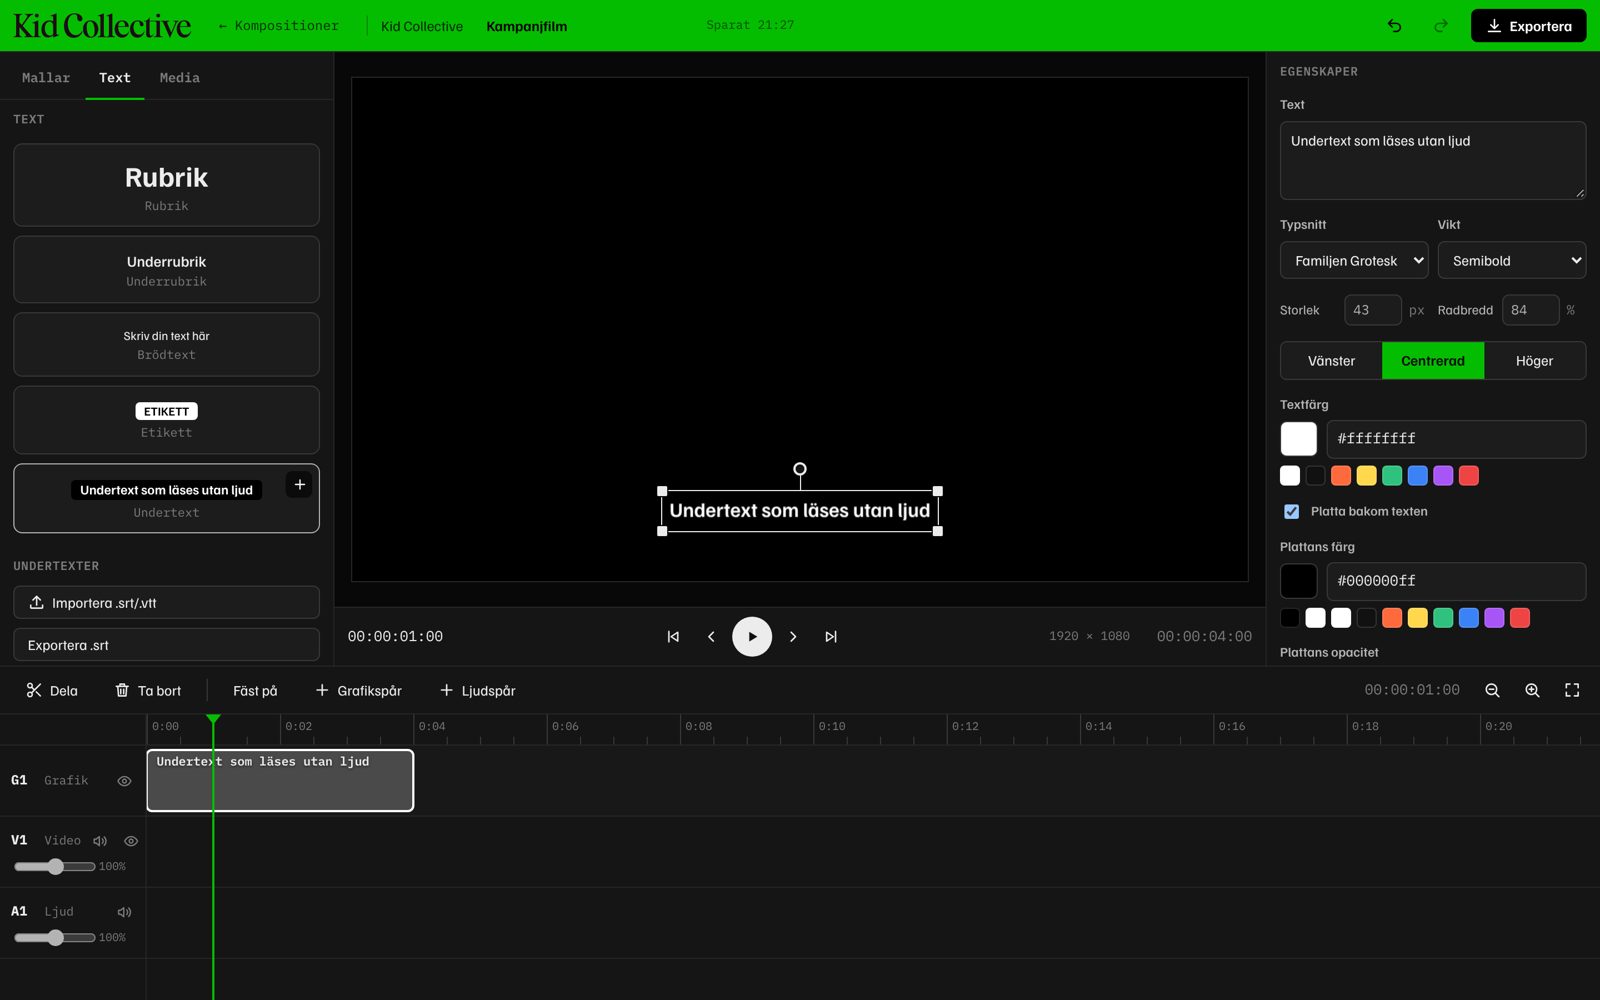 Kid Collective
← Kompositioner
Kid Collective
Kampanjfilm
Sparat 21:27
Exportera
Mallar
Text
Media
TEXT
Rubrik
Rubrik
Underrubrik
Underrubrik
Skriv din text här
Brödtext
ETIKETT
Etikett
Undertext som läses utan ljud
Undertext
UNDERTEXTER
Importera .srt/.vtt
Exportera .srt
Undertext som läses utan ljud
00:00:01:00
1920 × 1080
00:00:04:00
EGENSKAPER
Text
Undertext som läses utan ljud
Typsnitt
Vikt
Familjen Grotesk
Semibold
Storlek
43
px
Radbredd
84
%
Vänster
Centrerad
Höger
Textfärg
#ffffffff
Platta bakom texten
Plattans färg
#000000ff
Plattans opacitet
Dela
Ta bort
Fäst på
Grafikspår
Ljudspår
00:00:01:00
0:00
0:02
0:04
0:06
0:08
0:10
0:12
0:14
0:16
0:18
0:20
G1
Grafik
Undertext som läses utan ljud
V1
Video
100%
A1
Ljud
100%